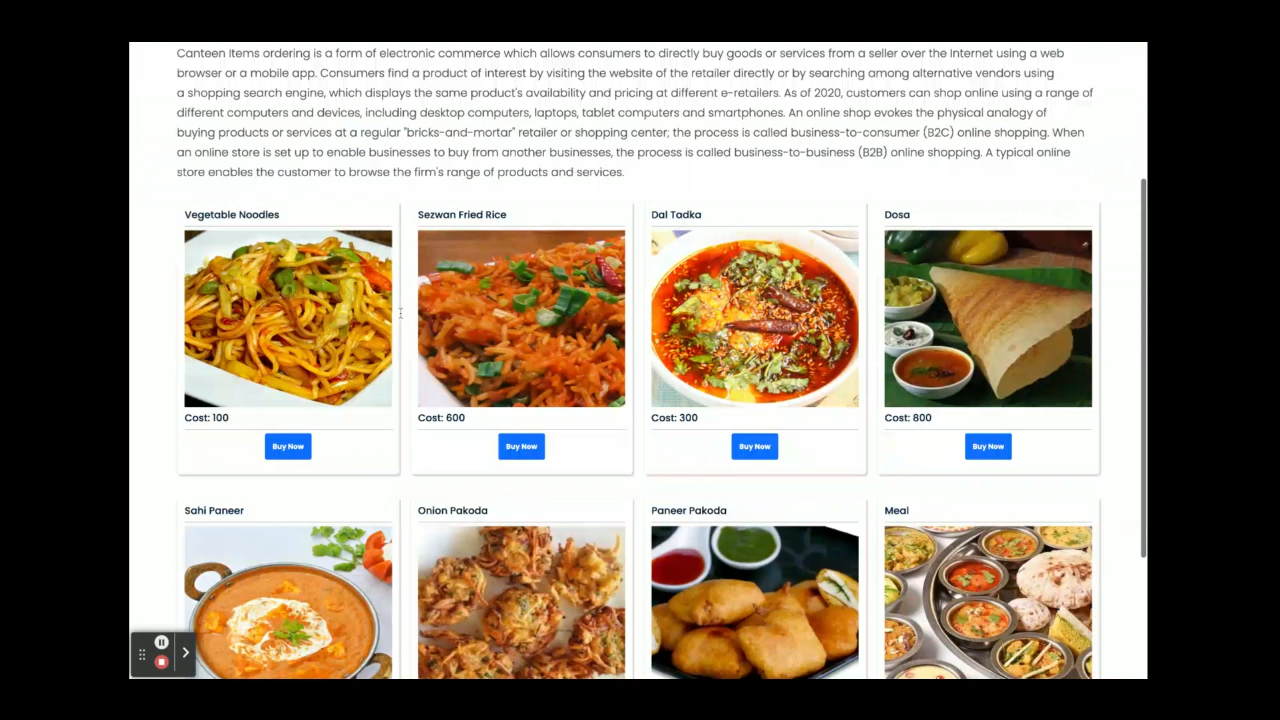 Canteen Items ordering is a form of electronic commerce which allows consumers to directly buy goods or services from a seller over the Internet using a web
browser or a mobile app. Consumers find a product of interest by visiting the website of the retailer directly or by searching among alternative vendors using
a shopping search engine, which displays the same product's availability and pricing at different e-retailers. As of 2020, customers can shop online using a range of
different computers and devices, including desktop computers, laptops, tablet computers and smartphones. An online shop evokes the physical analogy of
buying products or services at a regular "bricks-and-mortar" retailer or shopping center; the process is called business-to-consumer (B2C) online shopping. When
an online store is set up to enable businesses to buy from another businesses, the process is called business-to-business (B2B) online shopping. A typical online
store enables the customer to browse the firm's range of products and services.
Vegetable Noodles
Sezwan Fried Rice
Dal Tadka
Dosa
Cost: 100
Cost: 600
Cost: 300
Cost: 800
Buy Now
Buy Now
Buy Now
Buy Now
Sahi Paneer
Onion Pakoda
Paneer Pakoda
Meal